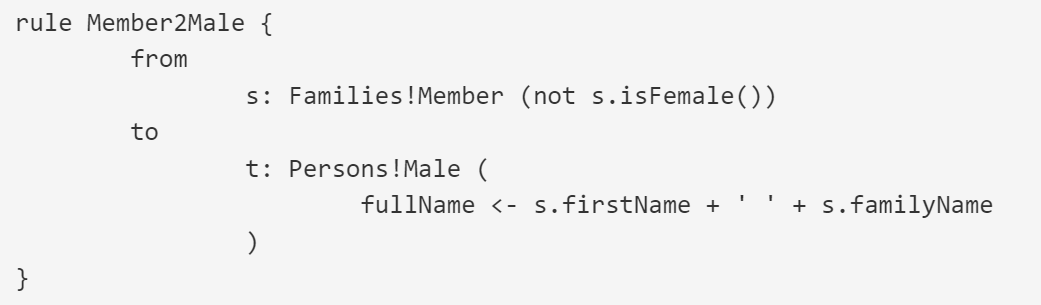 rule Member2Male {
from
s: Families!Member (not s.isFemale())
to
t: Persons!Male (
fullName <- s.firstName + ' ' + s.familyName
)
}